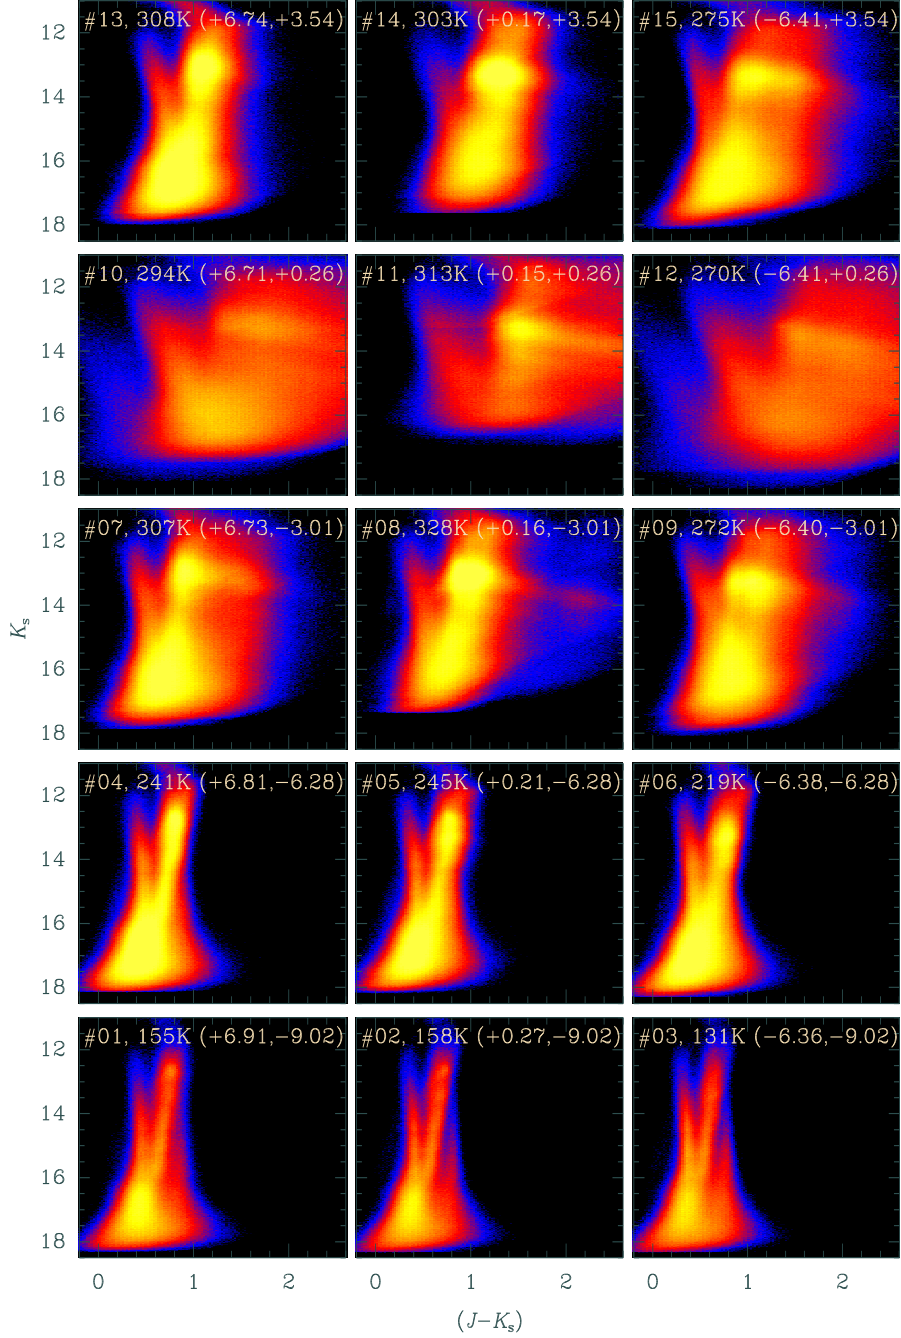 #13, 308K (+6.74,+3.54) #14, 303K (+0.17,+3.54) #15, 275K (−6.41,+3.54)
12
14
16
18
#10, 294K (+6.71,+0.26) #11, 313K (+0.15,+0.26) #12, 270K (−6.41,+0.26)
12
14
16
18
#07, 307K (+6.73,−3.01) #08, 328K (+0.16,−3.01) #09, 272K (−6.40,−3.01)
12
14
Ks
16
18
#04, 241K (+6.81,−6.28) #05, 245K (+0.21,−6.28) #06, 219K (−6.38,−6.28)
12
14
16
18
#01, 155K (+6.91,−9.02) #02, 158K (+0.27,−9.02) #03, 131K (−6.36,−9.02)
12
14
16
18
0 1 2 0 1 2 0 1 2
(J−Ks)